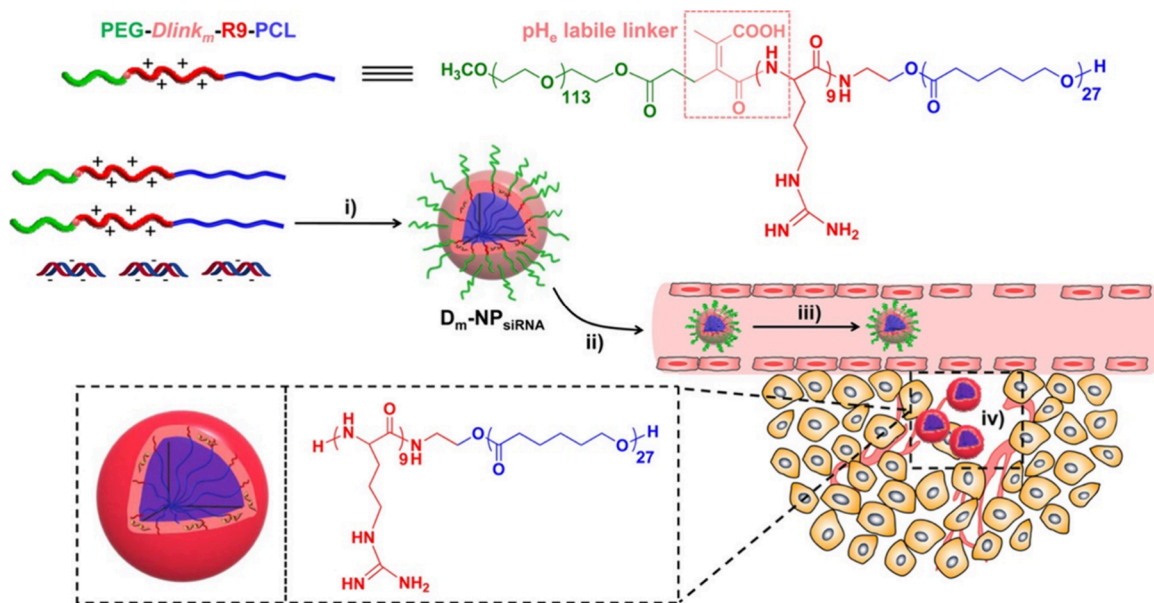 PEG-Dlinkm-R9-PCL
+ + + +
+ +
pHe labile linker
COOH
H3CO
O
113
O
O
O
O
H
N
O
9
N
H
O
O
O
H
27
HN
HN
NH2
+ + + +
+ +
i)
+ + + +
+ +
- - -
- - - - - -
Dm-NPsiRNA
ii)
iii)
iv)
H
H
N
O
9
N
H
O
O
O
H
27
HN
HN
NH2